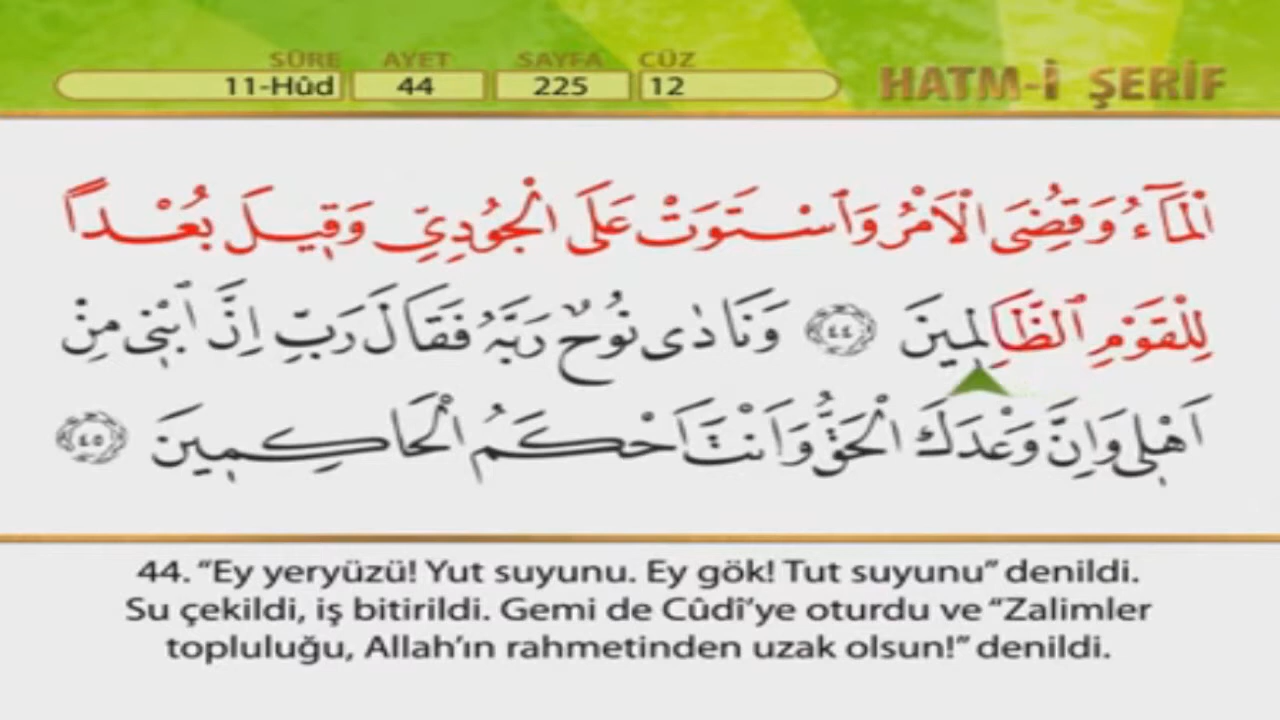 SÛRE AYET SAYFA CÜZ
11-Hûd 44 225 12
HATM-İ ŞERİF
اَلْمَٓاءُ وَقُضِيَ الْاَمْرُ وَاسْتَوَتْ عَلَى الْجُودِيِّ وَق۪يلَ بُعْداً
لِلْقَوْمِ الظَّالِم۪ينَ ﴿٤٤﴾ وَنَادٰى نُوحٌ رَبَّهُ فَقَالَ رَبِّ اِنَّ ابْن۪ي مِنْ
اَهْل۪ي وَاِنَّ وَعْدَكَ الْحَقُّ وَاَنْتَ اَحْكَمُ الْحَاكِم۪ينَ ﴿٤٥﴾
44. “Ey yeryüzü! Yut suyunu. Ey gök! Tut suyunu” denildi.
Su çekildi, iş bitirildi. Gemi de Cûdî’ye oturdu ve “Zalimler
topluluğu, Allah’ın rahmetinden uzak olsun!” denildi.